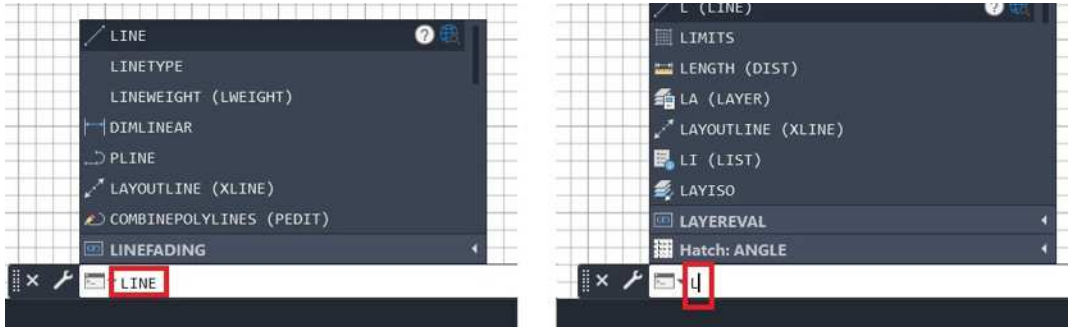 LINE
LINETYPE
LINEWEIGHT (LWEIGHT)
DIMLINEAR
PLINE
LAYOUTLINE (XLINE)
COMBINEPOLYLINES (PEDIT)
LINEFADING
LINE
L (LINE)
LIMITS
LENGTH (DIST)
LA (LAYER)
LAYOUTLINE (XLINE)
LI (LIST)
LAYISO
LAYEREVAL
Hatch: ANGLE
L